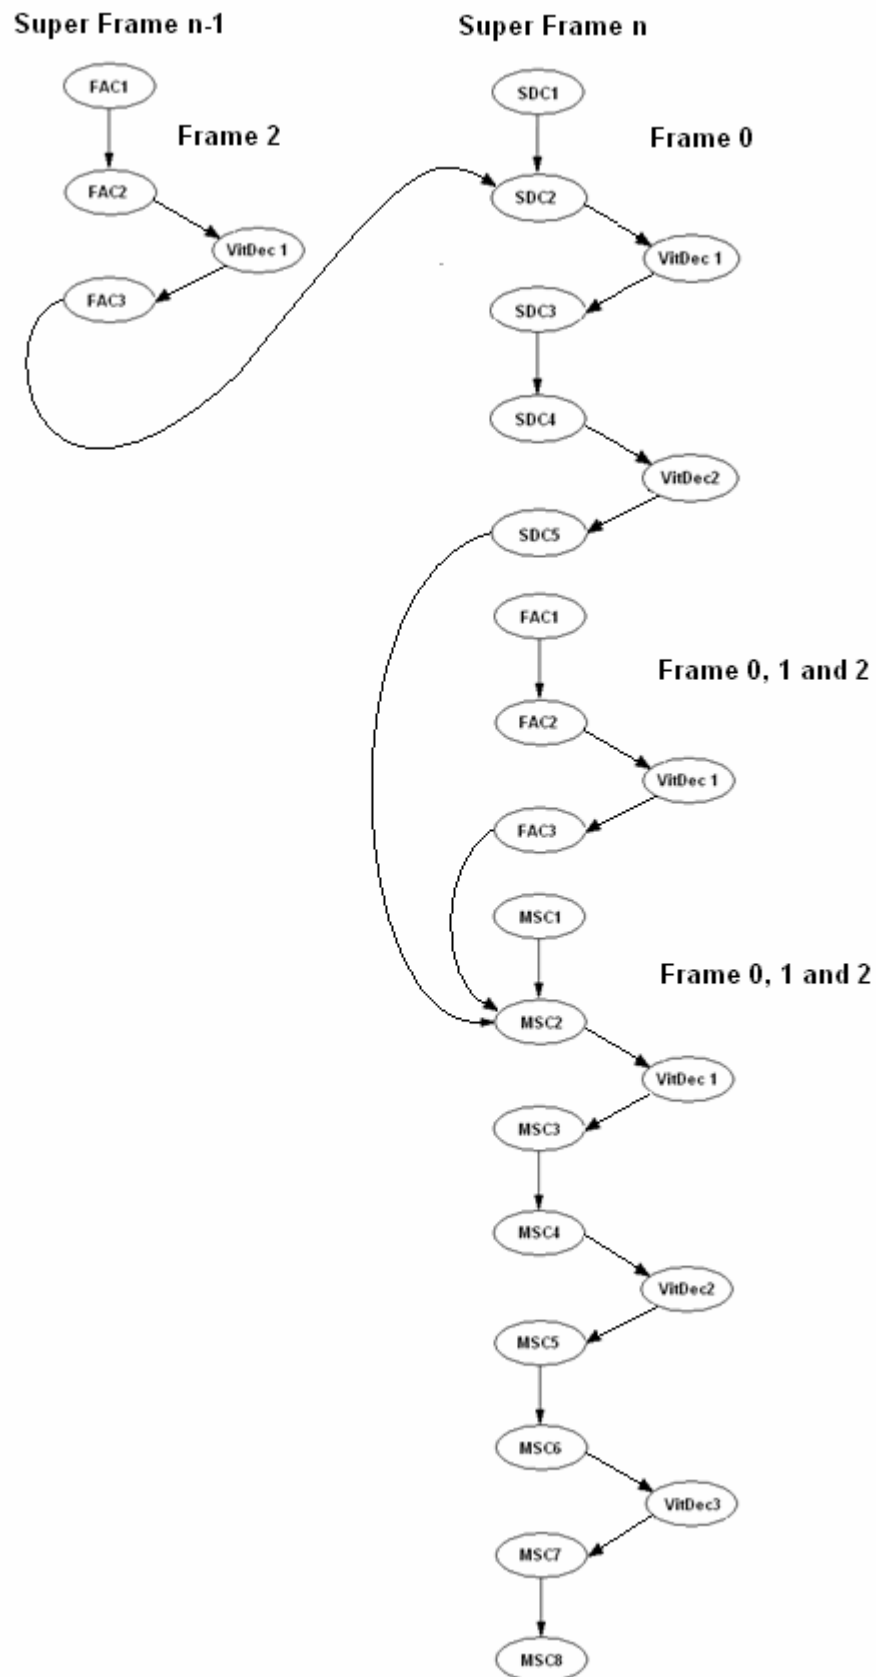 Super Frame n-1
FAC1
Frame 2
FAC2
VitDec 1
FAC3
Super Frame n
SDC1
Frame 0
SDC2
VitDec 1
SDC3
SDC4
VitDec2
SDC5
FAC1
Frame 0, 1 and 2
FAC2
VitDec 1
FAC3
MSC1
Frame 0, 1 and 2
MSC2
VitDec 1
MSC3
MSC4
VitDec2
MSC5
MSC6
VitDec3
MSC7
MSC8